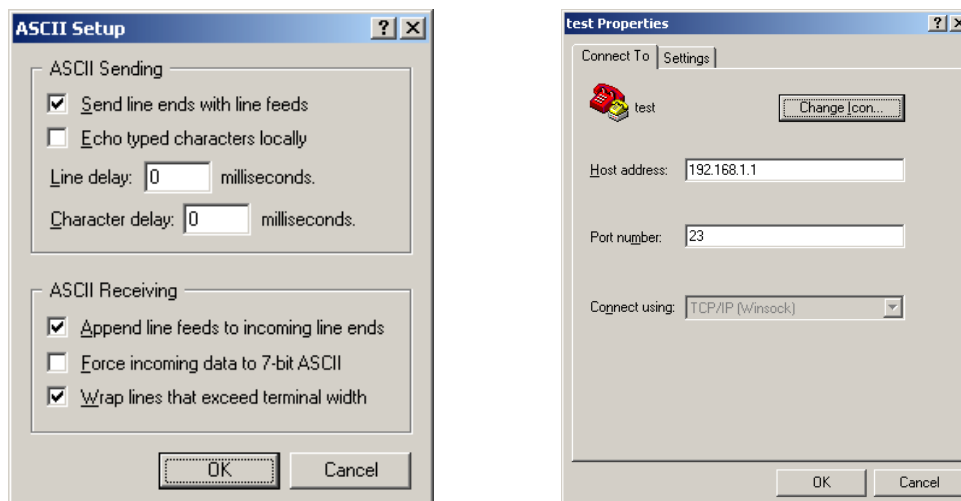 ASCII Setup
ASCII Sending
Send line ends with line feeds
Echo typed characters locally
Line delay: 0 milliseconds.
Character delay: 0 milliseconds.
ASCII Receiving
Append line feeds to incoming line ends
Force incoming data to 7-bit ASCII
Wrap lines that exceed terminal width
OK Cancel
test Properties
Connect To Settings
test Change Icon...
Host address: 192.168.1.1
Port number: 23
Connect using: TCP/IP (Winsock)
OK Cancel